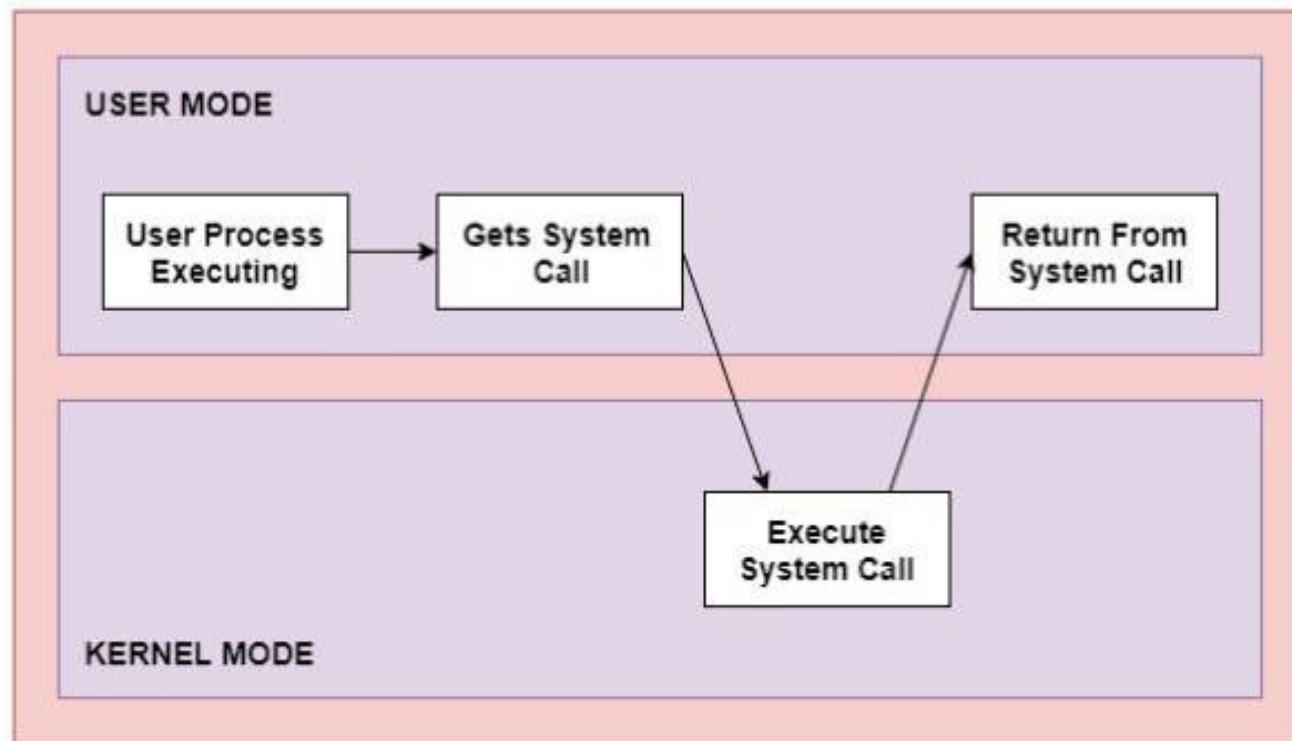 USER MODE
User Process
Executing
Gets System
Call
Return From
System Call
Execute
System Call
KERNEL MODE